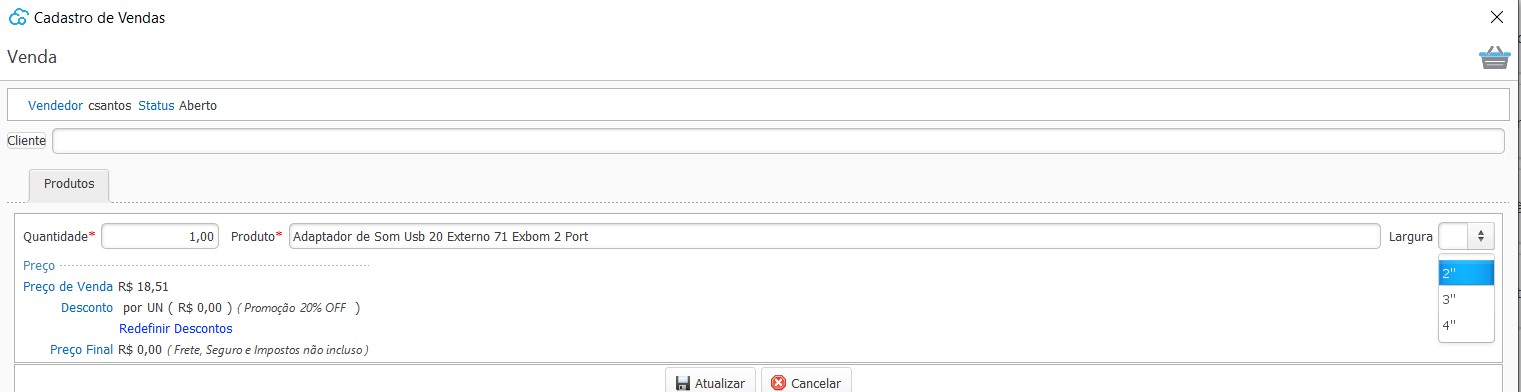 Cadastro de Vendas
Venda
Vendedor csantos Status Aberto
Cliente
Produtos
Quantidade* 1,00 Produto* Adaptador de Som Usb 20 Externo 71 Exbom 2 Port Largura
Preço
2"
Preço de Venda R$ 18,51
3"
Desconto por UN ( R$ 0,00 ) ( Promoção 20% OFF )
4"
Redefinir Descontos
Preço Final R$ 0,00 ( Frete, Seguro e Impostos não incluso )
Atualizar Cancelar